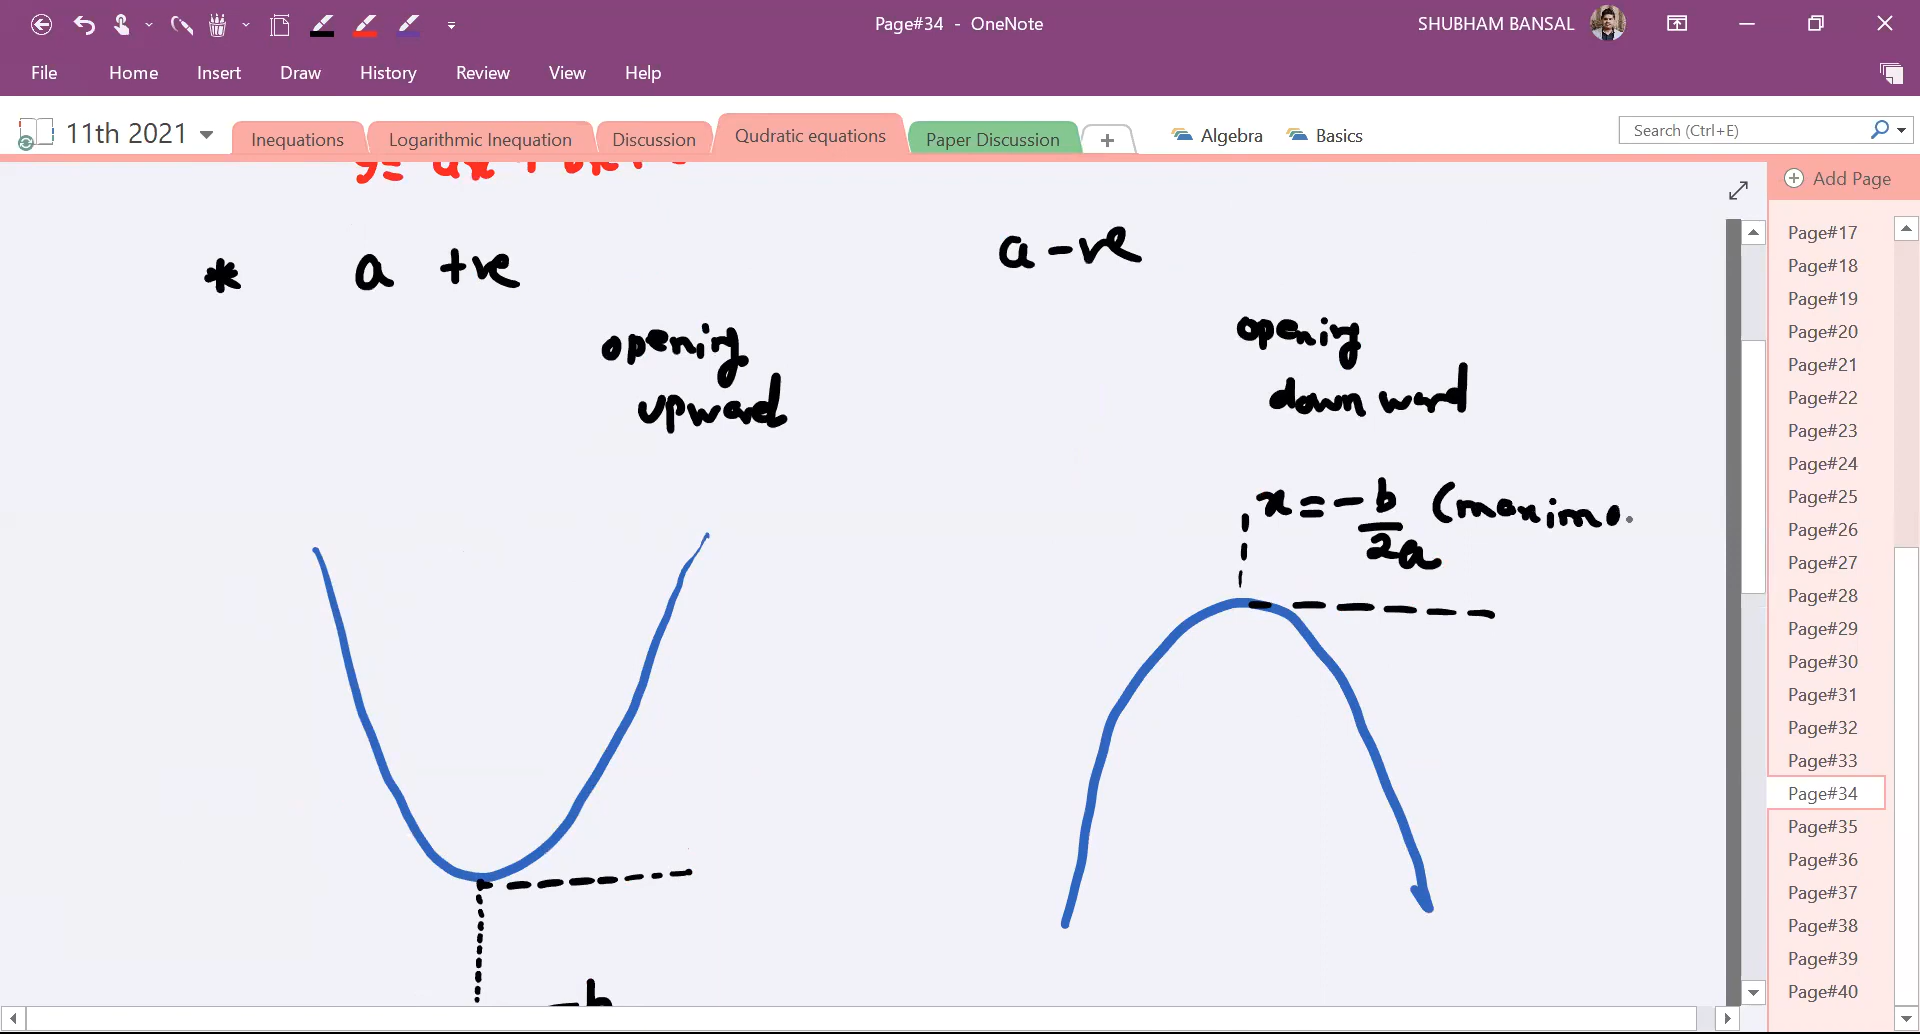 Page#34 - OneNote
SHUBHAM BANSAL
File Home Insert Draw History Review View Help
11th 2021
Inequations
Logarithmic Inequation
Discussion
Qudratic equations
Paper Discussion
+
Algebra
Basics
Search (Ctrl+E)
Add Page
* a +ve
a -ve
opening
upward
opening
down ward
x = -b/2a (maxima
-b
Page#17
Page#18
Page#19
Page#20
Page#21
Page#22
Page#23
Page#24
Page#25
Page#26
Page#27
Page#28
Page#29
Page#30
Page#31
Page#32
Page#33
Page#34
Page#35
Page#36
Page#37
Page#38
Page#39
Page#40